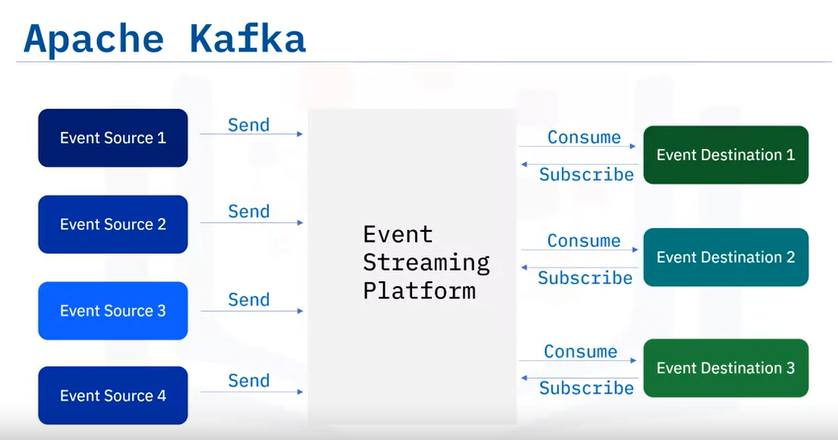 Apache Kafka
Event Source 1
Send
Event Source 2
Send
Event Source 3
Send
Event Source 4
Send
Event
Streaming
Platform
Consume
Subscribe
Event Destination 1
Consume
Subscribe
Event Destination 2
Consume
Subscribe
Event Destination 3